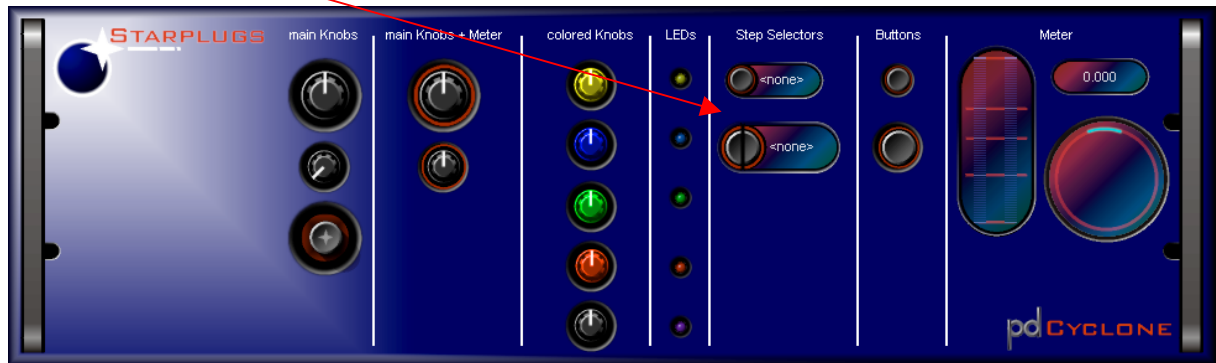 STARPLUGS
main Knobs
main Knobs + Meter
colored Knobs
LEDs
Step Selectors
Buttons
Meter
<none>
0.000
<none>
pd CYCLONE